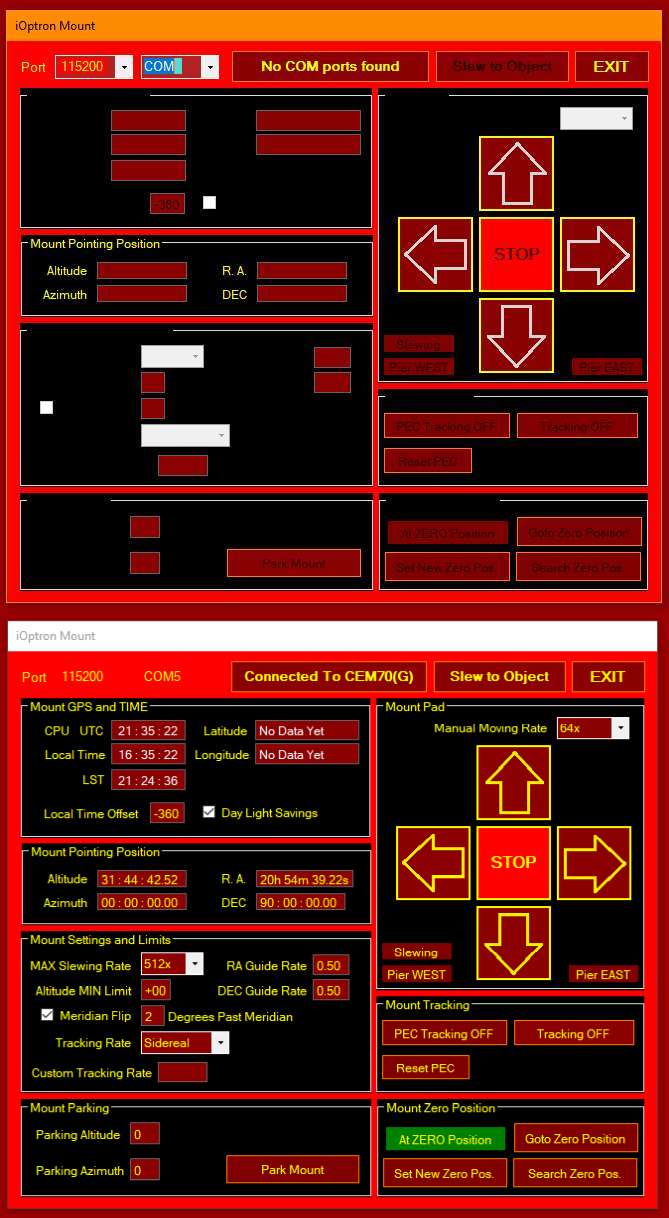 iOptron Mount
Port 115200 COM No COM ports found Slew to Object EXIT
-360
Mount Pointing Position
Altitude R. A.
Azimuth DEC
STOP
Slewing
Pier WEST Pier EAST
PEC Tracking OFF Tracking OFF
Reset PEC
At ZERO Position Goto Zero Position
Set New Zero Pos. Search Zero Pos.
Park Mount
iOptron Mount
Port 115200 COM5 Connected To CEM70(G) Slew to Object EXIT
Mount GPS and TIME
CPU UTC 21 : 35 : 22 Latitude No Data Yet
Local Time 16 : 35 : 22 Longitude No Data Yet
LST 21 : 24 : 36
Local Time Offset -360 Day Light Savings
Mount Pointing Position
Altitude 31 : 44 : 42.52 R. A. 20h 54m 39.22s
Azimuth 00 : 00 : 00.00 DEC 90 : 00 : 00.00
Mount Settings and Limits
MAX Slewing Rate 512x RA Guide Rate 0.50
Altitude MIN Limit +00 DEC Guide Rate 0.50
Meridian Flip 2 Degrees Past Meridian
Tracking Rate Sidereal
Custom Tracking Rate
Mount Parking
Parking Altitude 0
Parking Azimuth 0 Park Mount
Mount Pad
Manual Moving Rate 64x
STOP
Slewing
Pier WEST Pier EAST
Mount Tracking
PEC Tracking OFF Tracking OFF
Reset PEC
Mount Zero Position
At ZERO Position Goto Zero Position
Set New Zero Pos. Search Zero Pos.